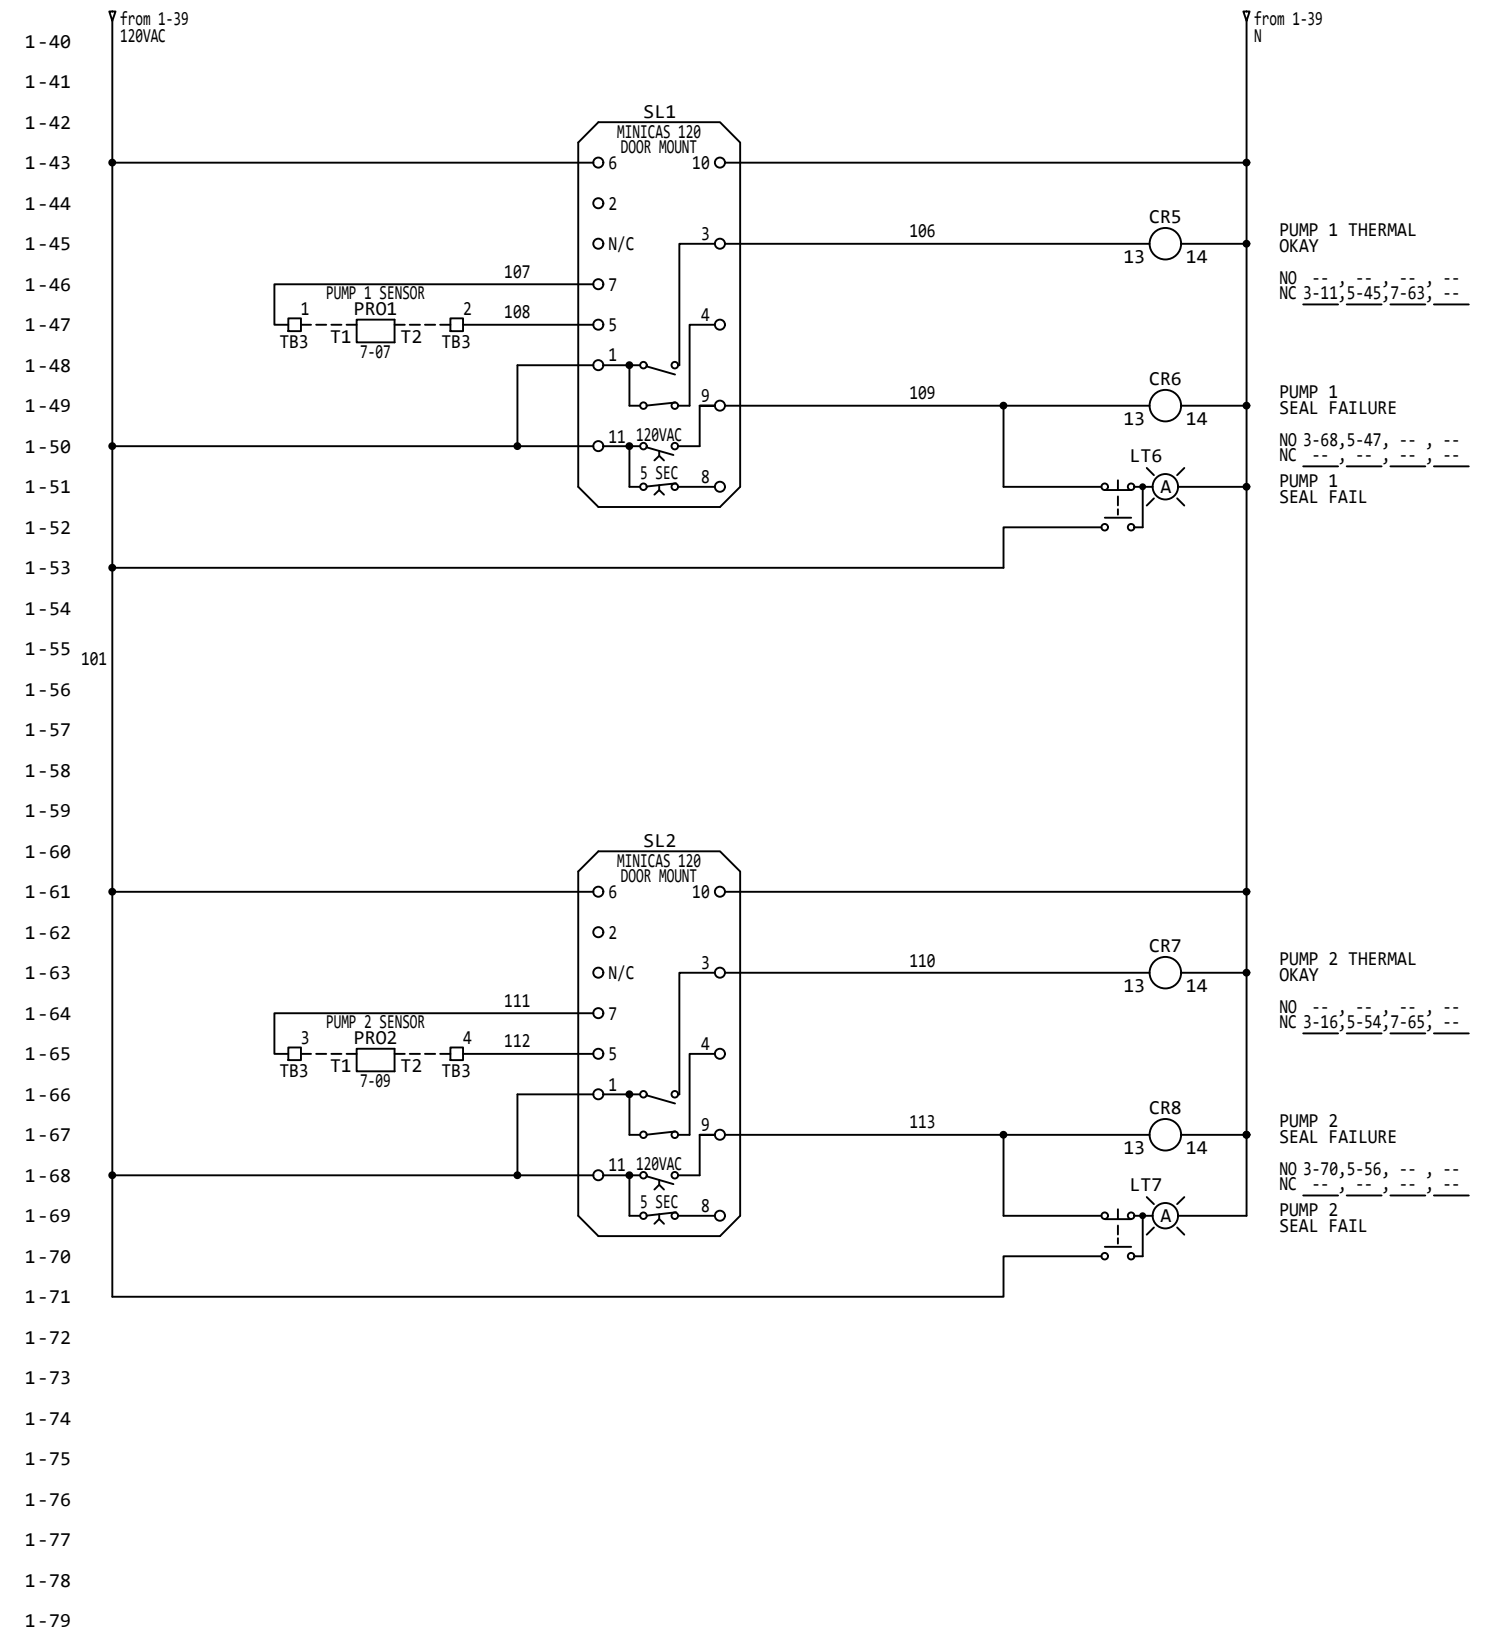 from 1-39
120VAC
from 1-39
N
1-40
1-41
1-42
SL1
MINICAS 120
DOOR MOUNT
1-43
6
10
1-44
2
1-45
N/C
3
106
CR5
13
14
PUMP 1 THERMAL
OKAY
NO -- , -- , -- , --
NC 3-11,5-45,7-63, --
1-46
107
7
PUMP 1 SENSOR
1-47
1
PRO1
2
108
5
4
TB3
T1
T2
TB3
7-07
1-48
1
1-49
9
109
CR6
13
14
PUMP 1
SEAL FAILURE
NO 3-68,5-47, -- , --
NC -- , -- , -- , --
1-50
11
120VAC
5 SEC
1-51
8
LT6
A
PUMP 1
SEAL FAIL
1-52
1-53
1-54
1-55
101
1-56
1-57
1-58
1-59
1-60
SL2
MINICAS 120
DOOR MOUNT
1-61
6
10
1-62
2
1-63
N/C
3
110
CR7
13
14
PUMP 2 THERMAL
OKAY
NO -- , -- , -- , --
NC 3-16,5-54,7-65, --
1-64
111
7
PUMP 2 SENSOR
1-65
3
PRO2
4
112
5
4
TB3
T1
T2
TB3
7-09
1-66
1
1-67
9
113
CR8
13
14
PUMP 2
SEAL FAILURE
NO 3-70,5-56, -- , --
NC -- , -- , -- , --
1-68
11
120VAC
5 SEC
1-69
8
LT7
A
PUMP 2
SEAL FAIL
1-70
1-71
1-72
1-73
1-74
1-75
1-76
1-77
1-78
1-79